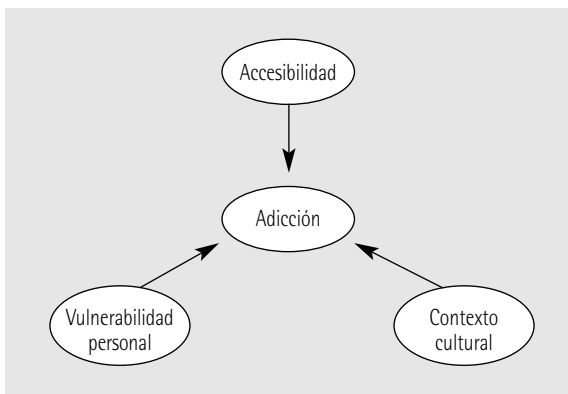 Accesibilidad
Adicción
Vulnerabilidad
personal
Contexto
cultural